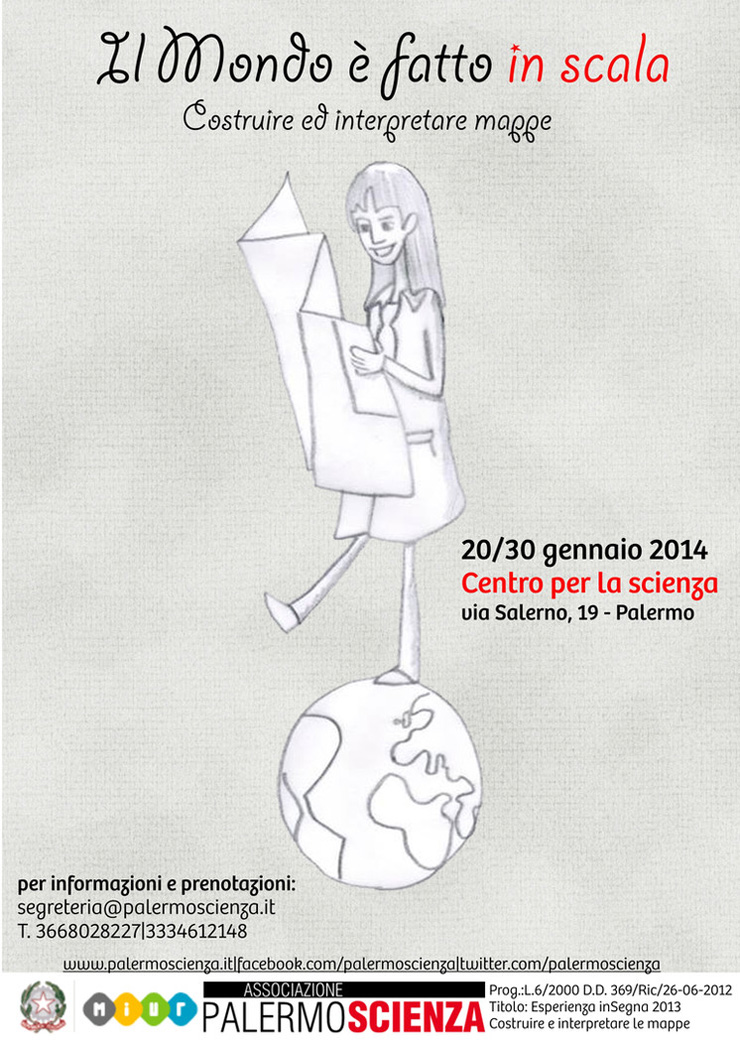 Il Mondo è fatto in scala
Costruire ed interpretare mappe
20/30 gennaio 2014
Centro per la scienza
via Salerno, 19 - Palermo
per informazioni e prenotazioni:
segreteria@palermoscienza.it
T. 3668028227|3334612148
www.palermoscienza.it|facebook.com/palermoscienza|twitter.com/palermoscienza
miur
ASSOCIAZIONE
PALERMOSCIENZA
Prog.:L.6/2000 D.D. 369/Ric/26-06-2012
Titolo: Esperienza inSegna 2013
Costruire e interpretare le mappe